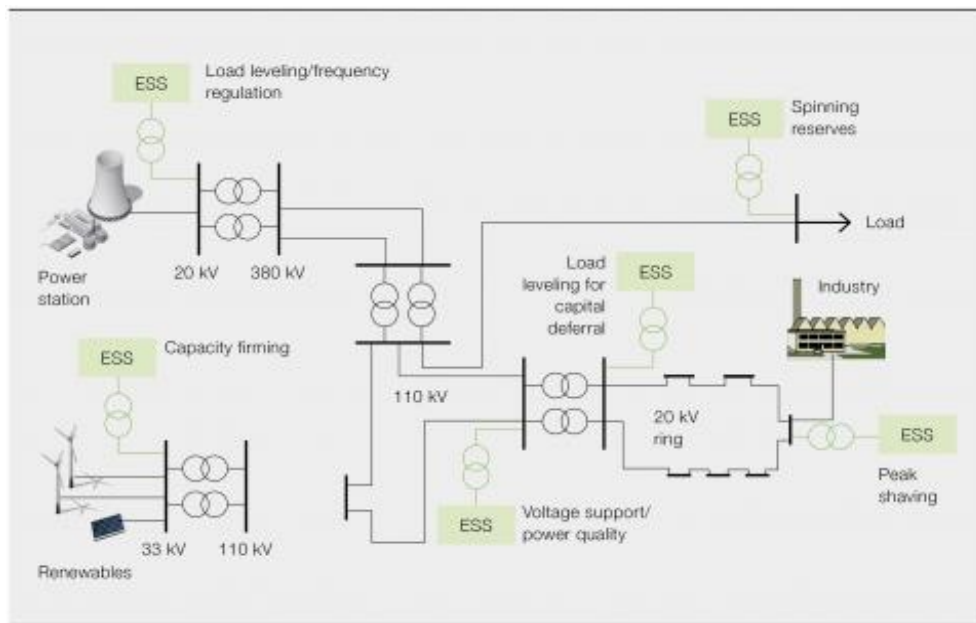 ESS
Load leveling/frequency
regulation
ESS
Spinning
reserves
Load
Power
station
20 kV
380 kV
Load
leveling for
capital
deferral
ESS
Industry
ESS
Capacity firming
110 kV
20 kV
ring
ESS
Peak
shaving
ESS
Voltage support/
power quality
33 kV
110 kV
Renewables